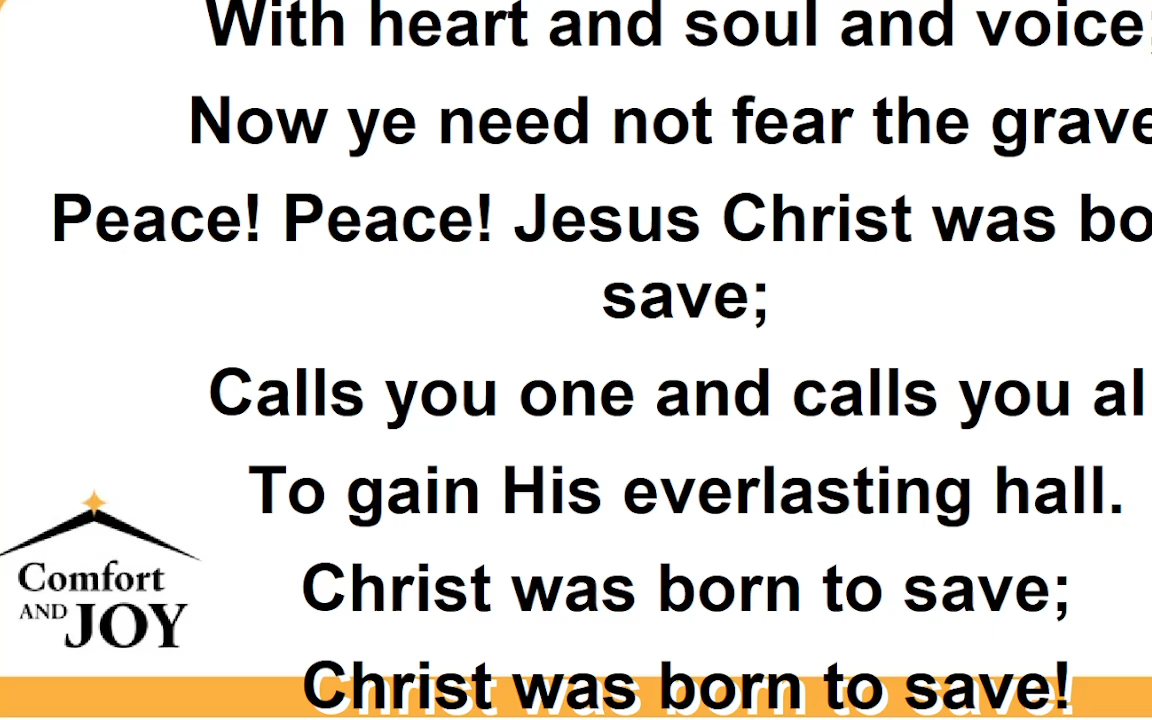 With heart and soul and voice;
Now ye need not fear the grave
Peace! Peace! Jesus Christ was bo
save;
Calls you one and calls you al
To gain His everlasting hall.
Christ was born to save;
Christ was born to save!
Comfort
AND JOY